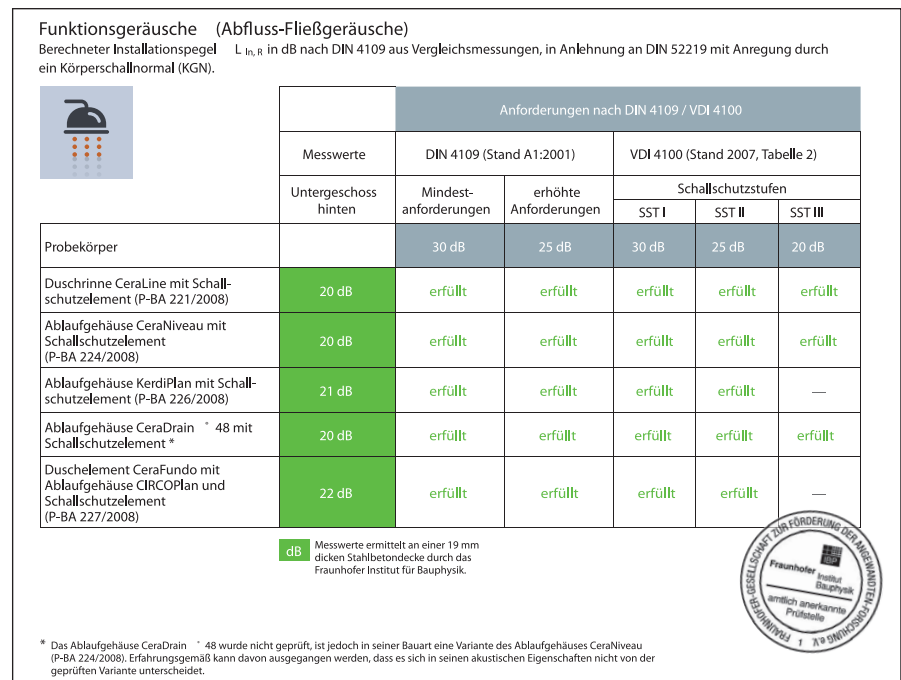 Funktionsgeräusche (Abfluss-Fließgeräusche)
Berechneter Installationspegel L In, R in dB nach DIN 4109 aus Vergleichsmessungen, in Anlehnung an DIN 52219 mit Anregung durch
ein Körperschallnormal (KGN).
Anforderungen nach DIN 4109 / VDI 4100
Messwerte DIN 4109 (Stand A1:2001) VDI 4100 (Stand 2007, Tabelle 2)
Untergeschoss
hinten
Mindest-
anforderungen
erhöhte
Anforderungen
Schallschutzstufen
SST I SST II SST III
Probekörper 30 dB 25 dB 30 dB 25 dB 20 dB
Duschrinne CeraLine mit Schall-
schutzelement (P-BA 221/2008)
20 dB erfüllt erfüllt erfüllt erfüllt erfüllt
Ablaufgehäuse CeraNiveau mit
Schallschutzelement
(P-BA 224/2008)
20 dB erfüllt erfüllt erfüllt erfüllt erfüllt
Ablaufgehäuse KerdiPlan mit Schall-
schutzelement (P-BA 226/2008)
21 dB erfüllt erfüllt erfüllt erfüllt —
Ablaufgehäuse CeraDrain ° 48 mit
Schallschutzelement *
20 dB erfüllt erfüllt erfüllt erfüllt erfüllt
Duschelement CeraFundo mit
Ablaufgehäuse CIRCOPlan und
Schallschutzelement
(P-BA 227/2008)
22 dB erfüllt erfüllt erfüllt erfüllt —
dB
Messwerte ermittelt an einer 19 mm
dicken Stahlbetondecke durch das
Fraunhofer Institut für Bauphysik.
FRAUNHOFER-GESELLSCHAFT ZUR FÖRDERUNG DER ANGEWANDTEN-FORSCHUNG e.V. 1
IBP
Fraunhofer Institut
Bauphysik
amtlich anerkannte
Prüfstelle
* Das Ablaufgehäuse CeraDrain ° 48 wurde nicht geprüft, ist jedoch in seiner Bauart eine Variante des Ablaufgehäuses CeraNiveau
(P-BA 224/2008). Erfahrungsgemäß kann davon ausgegangen werden, dass es sich in seinen akustischen Eigenschaften nicht von der
geprüften Variante unterscheidet.